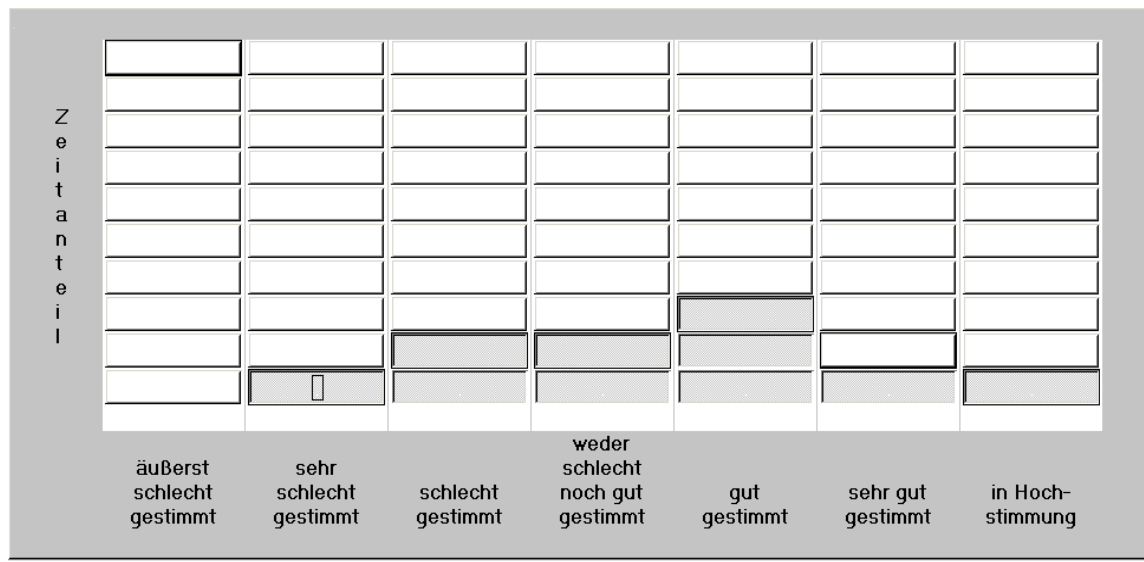 Zeitanteil
äußerst
schlecht
gestimmt
sehr
schlecht
gestimmt
schlecht
gestimmt
weder
schlecht
noch gut
gestimmt
gut
gestimmt
sehr gut
gestimmt
in Hoch-
stimmung